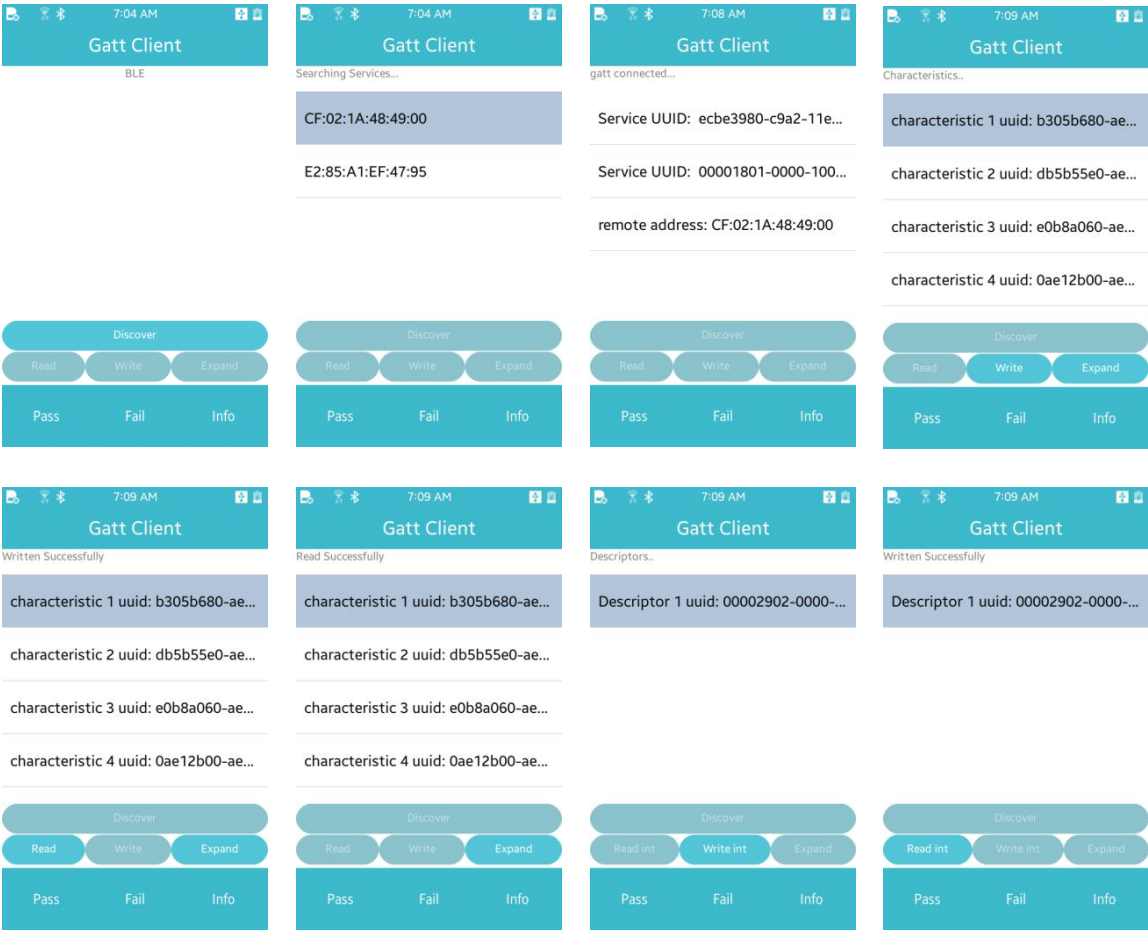 7:04 AM
Gatt Client
BLE
Discover
Read Write Expand
Pass Fail Info
7:04 AM
Gatt Client
Searching Services...
CF:02:1A:48:49:00
E2:85:A1:EF:47:95
Discover
Read Write Expand
Pass Fail Info
7:08 AM
Gatt Client
gatt connected...
Service UUID: ecbe3980-c9a2-11e...
Service UUID: 00001801-0000-100...
remote address: CF:02:1A:48:49:00
Discover
Read Write Expand
Pass Fail Info
7:09 AM
Gatt Client
Characteristics..
characteristic 1 uuid: b305b680-ae...
characteristic 2 uuid: db5b55e0-ae...
characteristic 3 uuid: e0b8a060-ae...
characteristic 4 uuid: 0ae12b00-ae...
Discover
Read Write Expand
Pass Fail Info
7:09 AM
Gatt Client
Written Successfully
characteristic 1 uuid: b305b680-ae...
characteristic 2 uuid: db5b55e0-ae...
characteristic 3 uuid: e0b8a060-ae...
characteristic 4 uuid: 0ae12b00-ae...
Discover
Read Write Expand
Pass Fail Info
7:09 AM
Gatt Client
Read Successfully
characteristic 1 uuid: b305b680-ae...
characteristic 2 uuid: db5b55e0-ae...
characteristic 3 uuid: e0b8a060-ae...
characteristic 4 uuid: 0ae12b00-ae...
Discover
Read Write Expand
Pass Fail Info
7:09 AM
Gatt Client
Descriptors..
Descriptor 1 uuid: 00002902-0000-...
Discover
Read int Write int Expand
Pass Fail Info
7:09 AM
Gatt Client
Written Successfully
Descriptor 1 uuid: 00002902-0000-...
Discover
Read int Write int Expand
Pass Fail Info